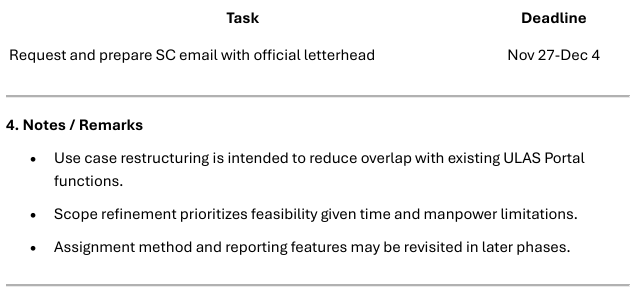 Task Deadline
Request and prepare SC email with official letterhead Nov 27-Dec 4
4. Notes / Remarks
• Use case restructuring is intended to reduce overlap with existing ULAS Portal
functions.
• Scope refinement prioritizes feasibility given time and manpower limitations.
• Assignment method and reporting features may be revisited in later phases.